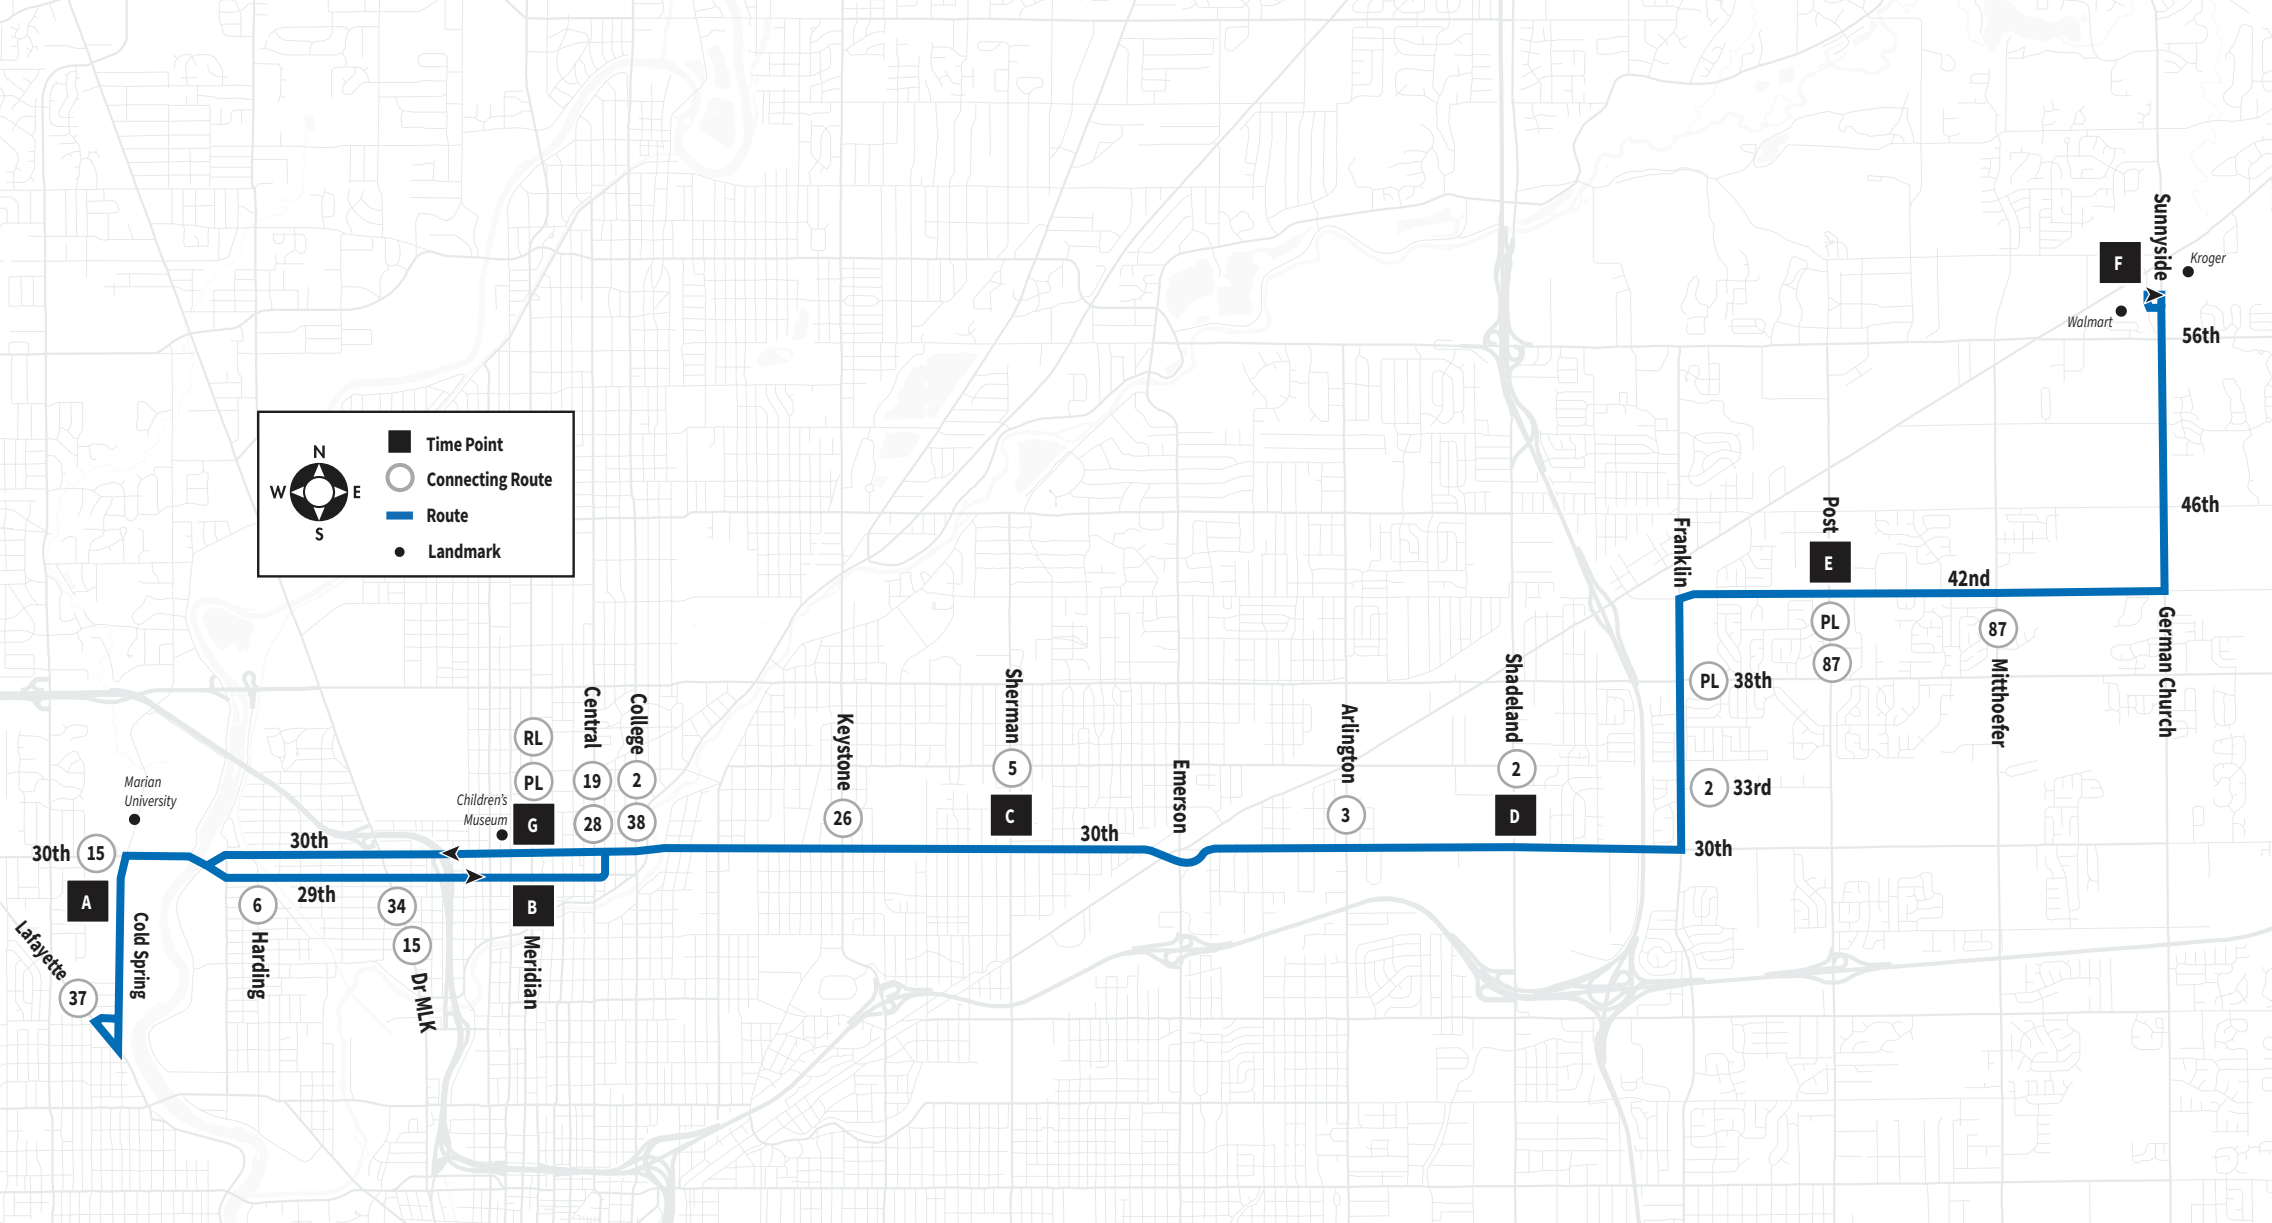 Sunnyside
Kroger
F
Walmart
56th
46th
N
W
E
S
Time Point
Connecting Route
Route
Landmark
Post
E
Franklin
42nd
PL
87
87
Mitthoefer
German Church
PL
38th
2
33rd
30th
Shadeland
2
D
Arlington
3
Emerson
30th
Sherman
5
C
Keystone
26
College
2
38
Central
19
28
RL
PL
G
Children's
Museum
B
Meridian
30th
29th
34
15
Dr MLK
6
Harding
Marian
University
30th
15
A
Cold Spring
Lafayette
37